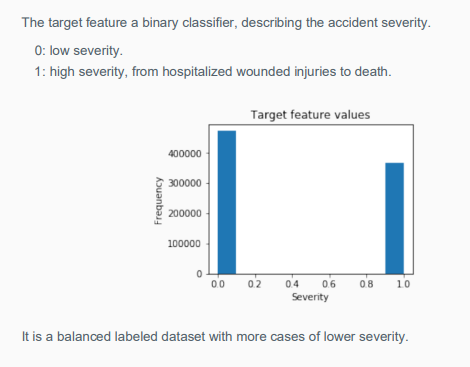 The target feature a binary classifier, describing the accident severity.
0: low severity.
1: high severity, from hospitalized wounded injuries to death.
Target feature values
400000
300000
200000
100000
0
Frequency
0.0 0.2 0.4 0.6 0.8 1.0
Severity
It is a balanced labeled dataset with more cases of lower severity.